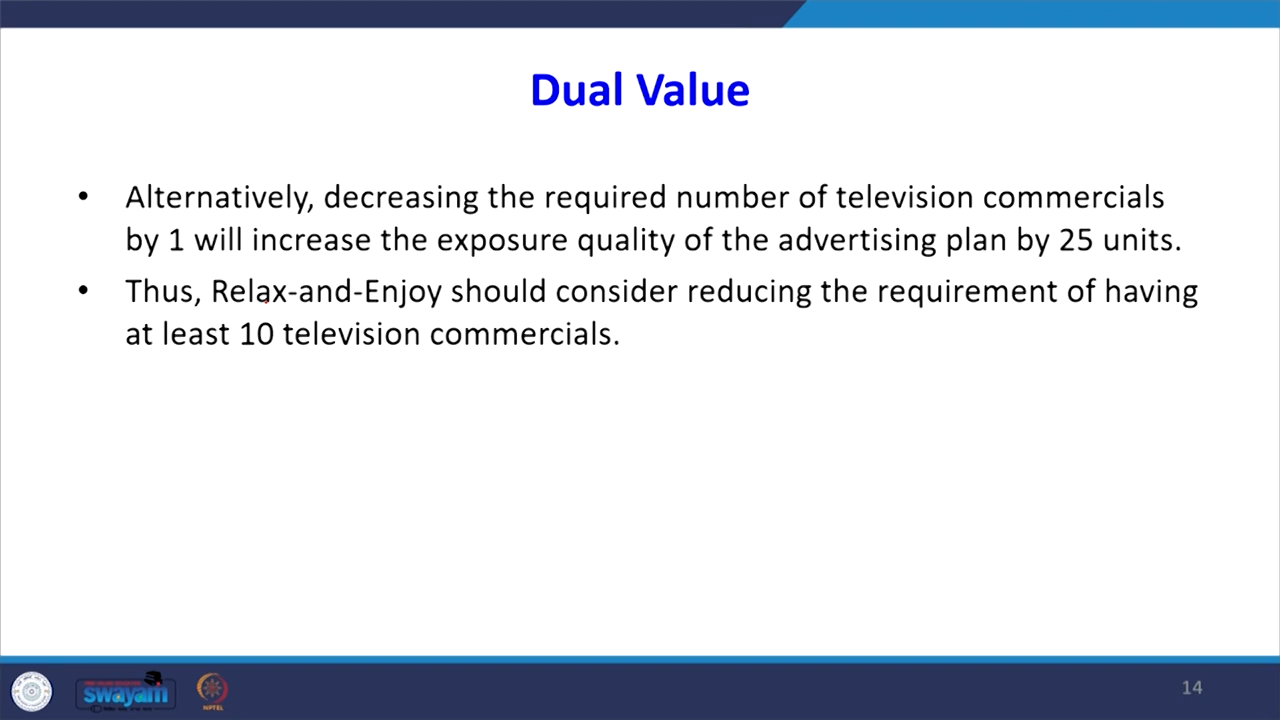 Dual Value
• Alternatively, decreasing the required number of television commercials
by 1 will increase the exposure quality of the advertising plan by 25 units.
• Thus, Relax-and-Enjoy should consider reducing the requirement of having
at least 10 television commercials.
swayam
NPTEL
14